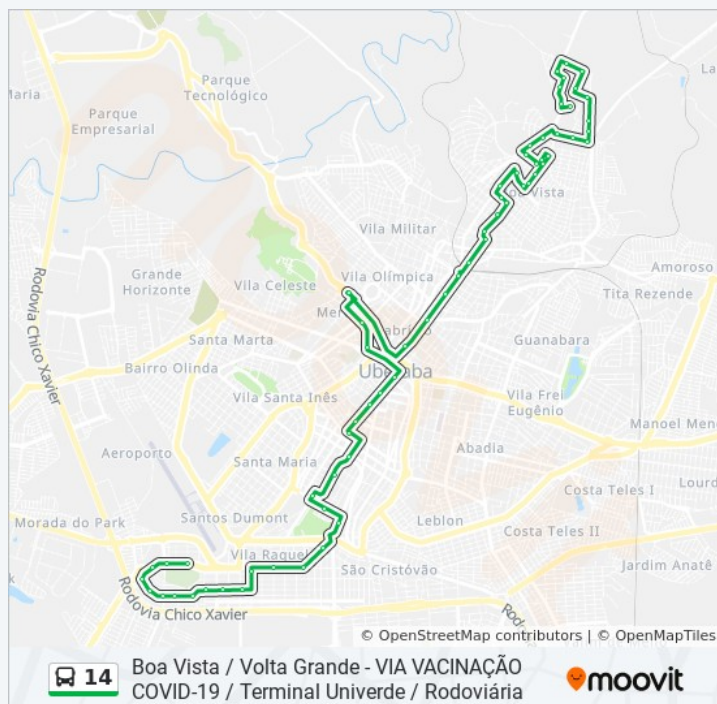 Maria
Parque
Tecnológico
Parque
Empresarial
La
Vila Militar
Boa Vista
Rodovia Chico Xavier
Grande
Horizonte
Vila Celeste
Vila Olímpica
Amoroso
Tita Rezende
Santa Marta
Guanabara
Bairro Olinda
Uberaba
Vila Santa Inês
Vila Frei
Eugênio
Manoel Mend
Aeroporto
Santa Maria
Abadia
Lourd
Costa Teles I
Morada do Park
Santos Dumont
Leblon
Costa Teles II
Vila Raquel
São Cristóvão
Jardim Anatê
Rodovia Chico Xavier
© OpenStreetMap contributors | © OpenMapTiles
14
Boa Vista / Volta Grande - VIA VACINAÇÃO
COVID-19 / Terminal Univerde / Rodoviária
moovit